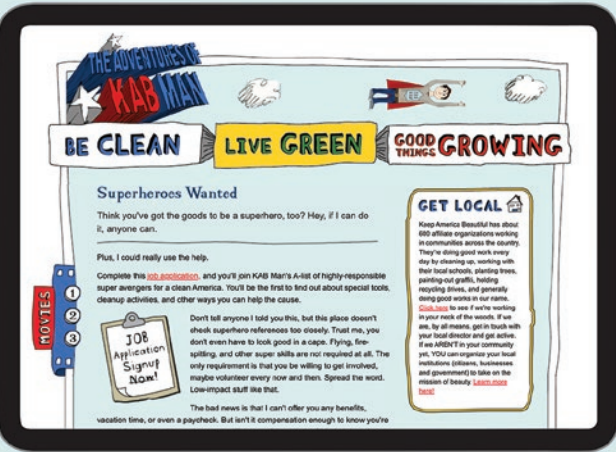 THE ADVENTURES OF
KAB MAN
BE CLEAN
LIVE GREEN
GOOD THINGS GROWING
Superheroes Wanted
Think you've got the goods to be a superhero, too? Hey, if I can do
it, anyone can.
Plus, I could really use the help.
Complete this job application, and you'll join KAB Man's A-list of highly-responsible
super avengers for a clean America. You'll be the first to find out about special tools,
cleanup activities, and other ways you can help the cause.
MOVIES
1
2
3
JOB
Application
Signup
Now!
Don't tell anyone I told you this, but this place doesn't
check superhero references too closely. Trust me, you
don't even have to look good in a cape. Flying, fire-
spitting, and other super skills are not required at all. The
only requirement is that you be willing to get involved,
maybe volunteer every now and then. Spread the word.
Low-impact stuff like that.
The bad news is that I can't offer you any benefits,
vacation time, or even a paycheck. But isn't it compensation enough to know you're
GET LOCAL
Keep America Beautiful has about
600 affiliate organizations working
in communities across the country.
They're doing good work every
day by cleaning up, working with
their local schools, planting trees,
painting-out graffiti, holding
recycling drives, and generally
doing good works in our name.
Click here to see if we're working
in your neck of the woods. If we
are, by all means, get in touch with
your local director and get active.
If we AREN'T in your community
yet, YOU can organize your local
institutions (citizens, businesses
and government) to take on the
mission of beauty. Learn more
here!